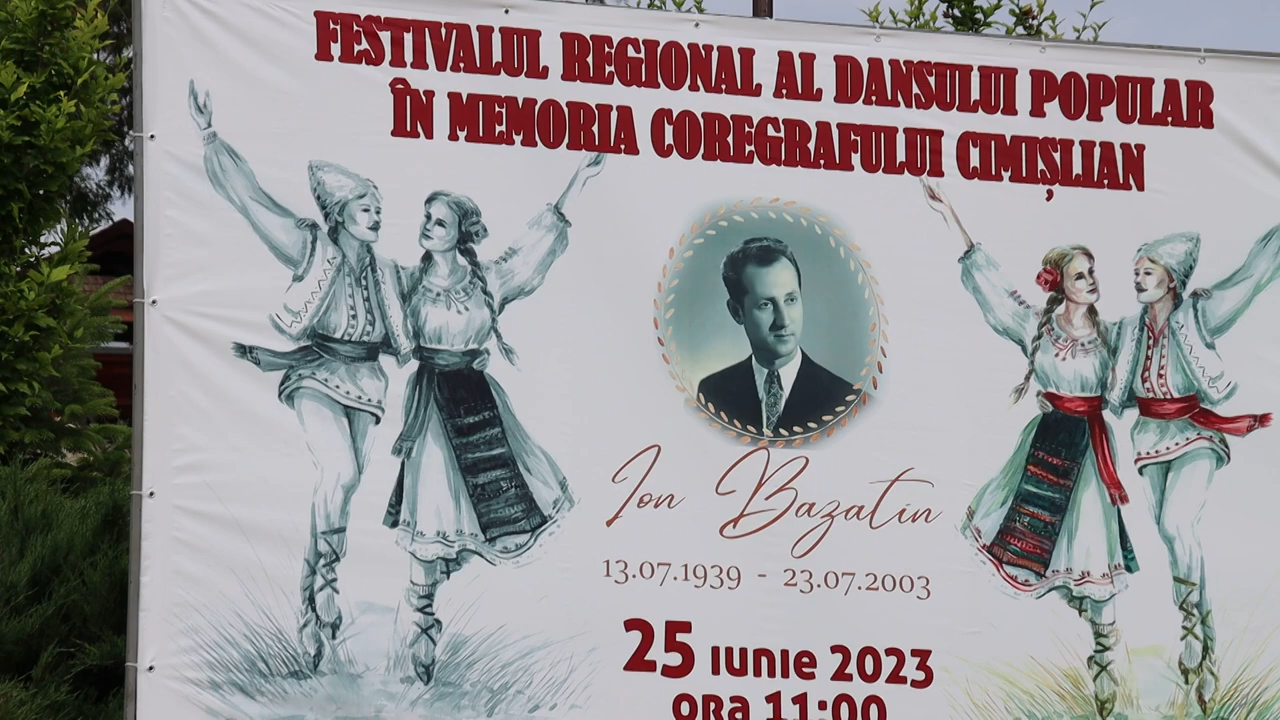 FESTIVALUL REGIONAL AL DANSULUI POPULAR
ÎN MEMORIA COREGRAFULUI CIMIȘLIAN
Ion Bazatin
13.07.1939 - 23.07.2003
25 iunie 2023
ora 11:00